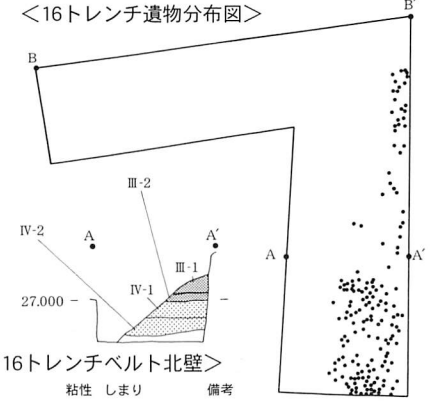 <16トレンチ遺物分布図>
B
B′
Ⅲ-2
Ⅳ-2
A
A′
Ⅲ-1
Ⅳ-1
27.000
A
A′
16トレンチベルト北壁>
粘性 しまり 備考